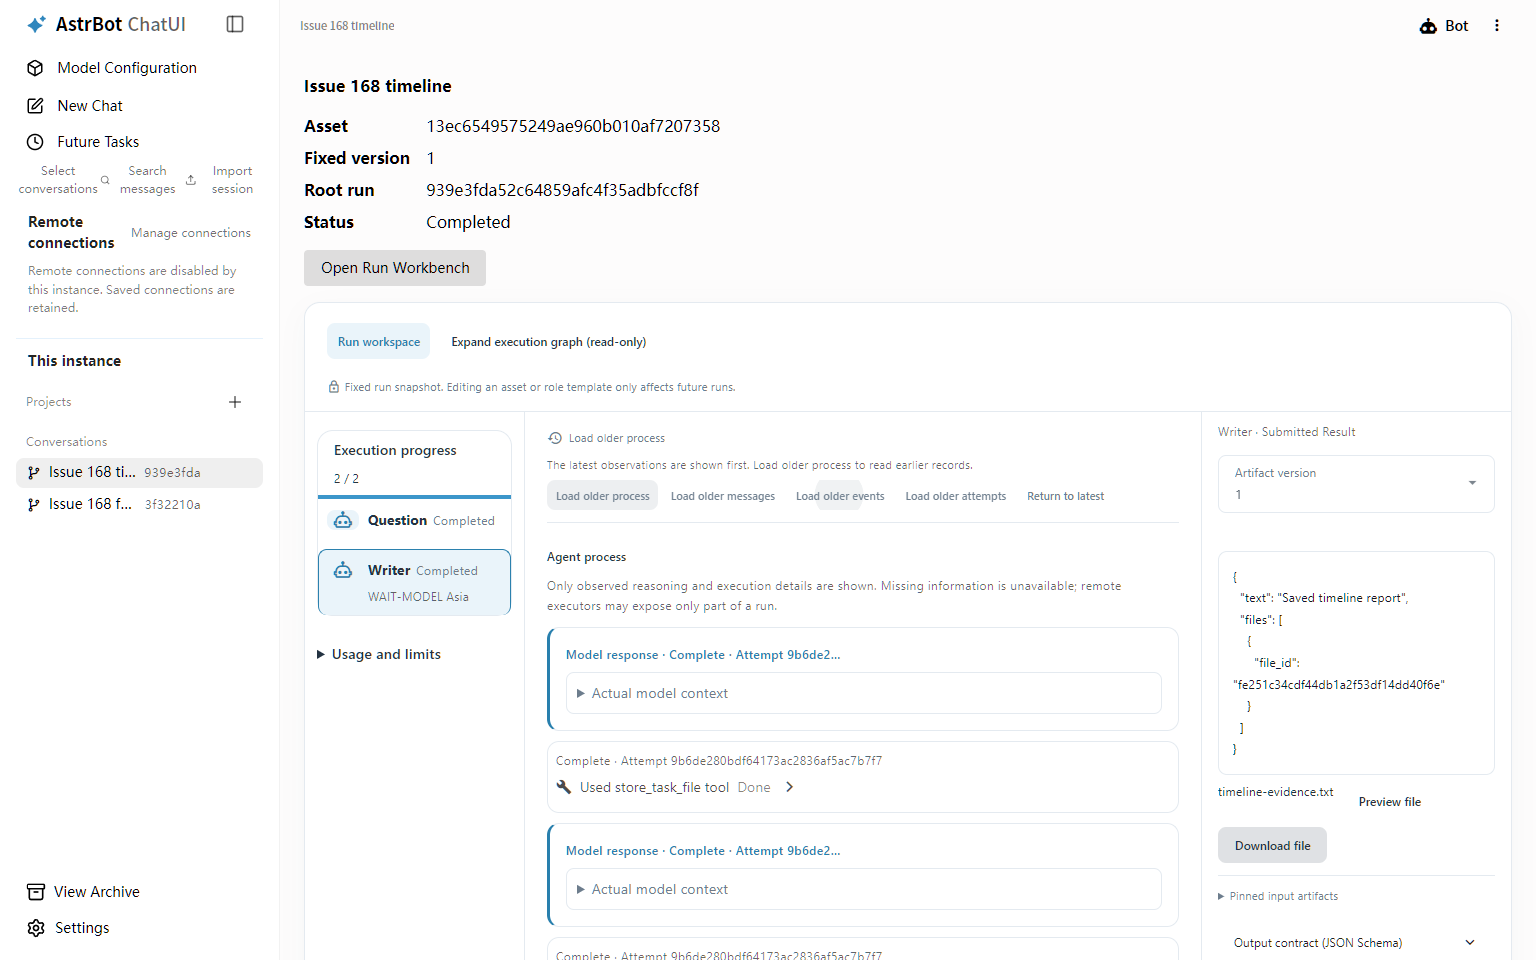 AstrBot ChatUI
Model Configuration
New Chat
Future Tasks
Select conversations
Search messages
Import session
Remote connections
Manage connections
Remote connections are disabled by
this instance. Saved connections are
retained.
This instance
Projects
Conversations
Issue 168 ti... 939e3fda
Issue 168 f... 3f32210a
View Archive
Settings
Issue 168 timeline
Bot
Issue 168 timeline
Asset 13ec6549575249ae960b010af7207358
Fixed version 1
Root run 939e3fda52c64859afc4f35adbfccf8f
Status Completed
Open Run Workbench
Run workspace
Expand execution graph (read-only)
Fixed run snapshot. Editing an asset or role template only affects future runs.
Execution progress
2 / 2
Question Completed
Writer Completed
WAIT-MODEL Asia
Usage and limits
Load older process
The latest observations are shown first. Load older process to read earlier records.
Load older process Load older messages Load older events Load older attempts Return to latest
Agent process
Only observed reasoning and execution details are shown. Missing information is unavailable; remote
executors may expose only part of a run.
Model response · Complete · Attempt 9b6de2...
Actual model context
Complete · Attempt 9b6de280bdf64173ac2836af5ac7b7f7
Used store_task_file tool Done
Model response · Complete · Attempt 9b6de2...
Actual model context
Complete · Attempt 9b6de280bdf64173ac2836af5ac7b7f7
Writer · Submitted Result
Artifact version
1
{
"text": "Saved timeline report",
"files": [
{
"file_id":
"fe251c34cdf44db1a2f53df14dd40f6e"
}
]
}
timeline-evidence.txt
Preview file
Download file
Pinned input artifacts
Output contract (JSON Schema)